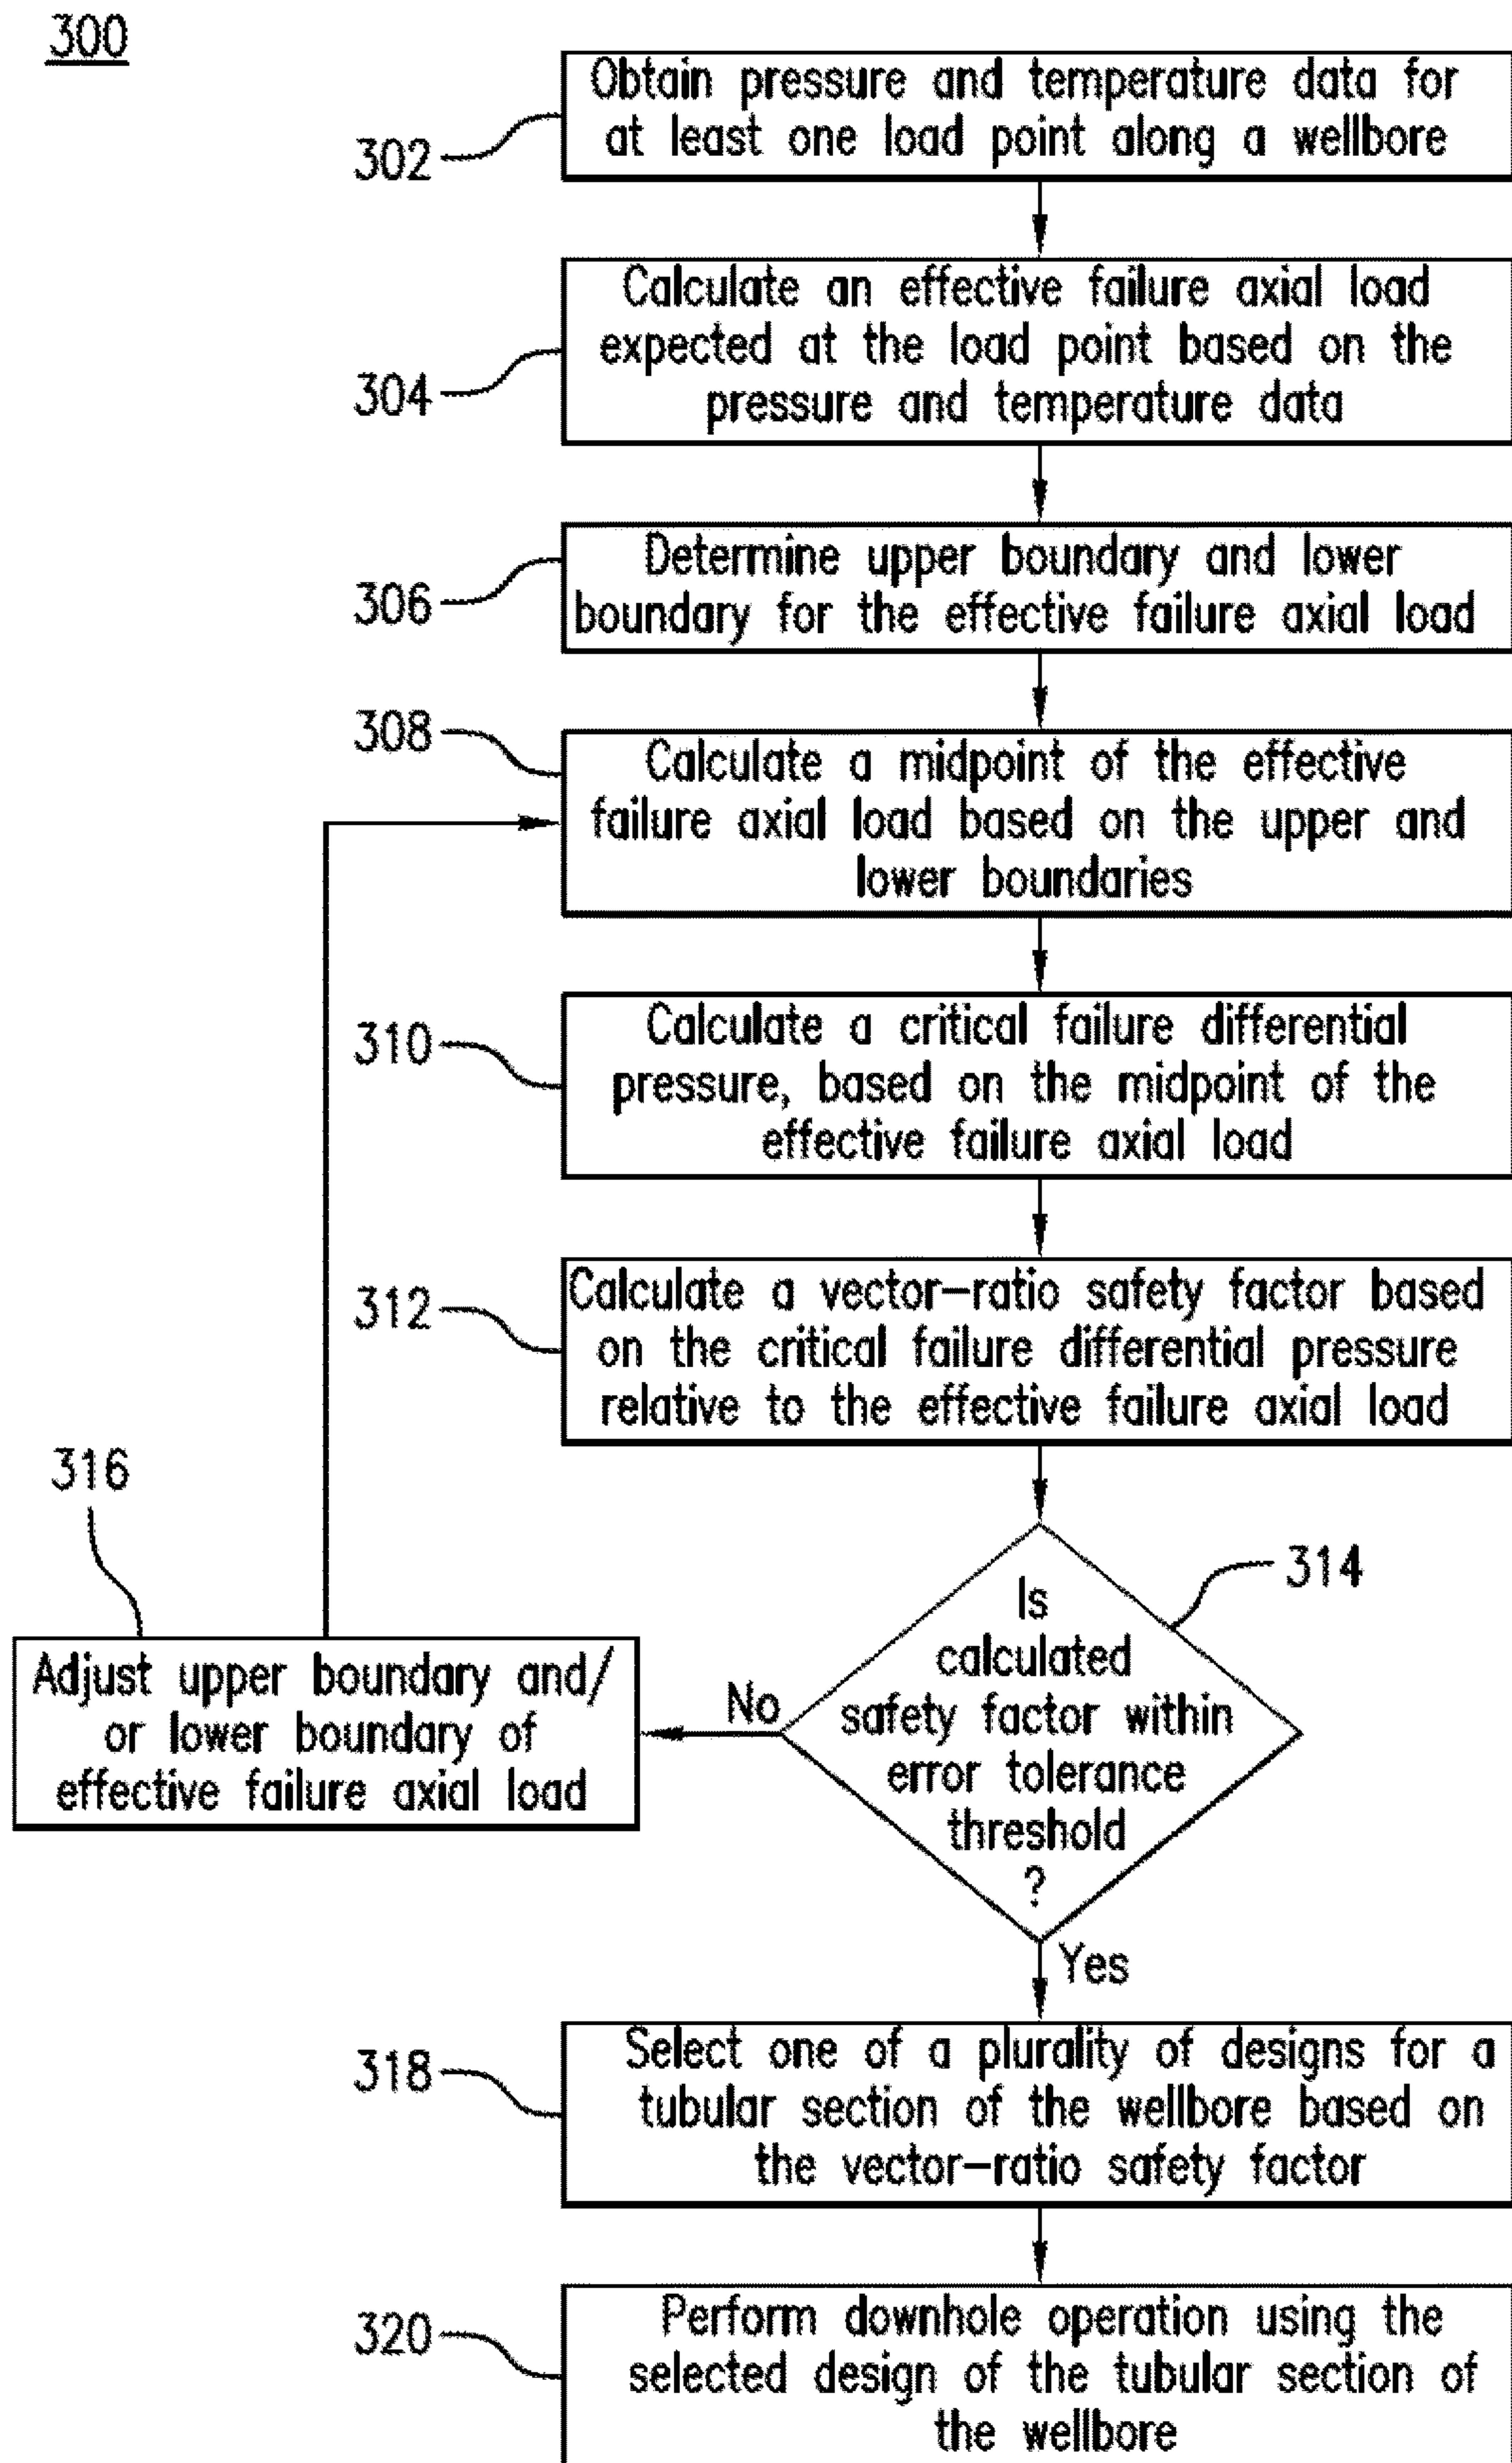 300
302
Obtain pressure and temperature data for
at least one load point along a wellbore
304
Calculate an effective failure axial load
expected at the load point based on the
pressure and temperature data
306
Determine upper boundary and lower
boundary for the effective failure axial load
308
Calculate a midpoint of the effective
failure axial load based on the upper and
lower boundaries
310
Calculate a critical failure differential
pressure, based on the midpoint of the
effective failure axial load
312
Calculate a vector-ratio safety factor based
on the critical failure differential pressure
relative to the effective failure axial load
314
Is
calculated
safety factor within
error tolerance
threshold
?
No
316
Adjust upper boundary and/
or lower boundary of
effective failure axial load
Yes
318
Select one of a plurality of designs for a
tubular section of the wellbore based on
the vector-ratio safety factor
320
Perform downhole operation using the
selected design of the tubular section of
the wellbore